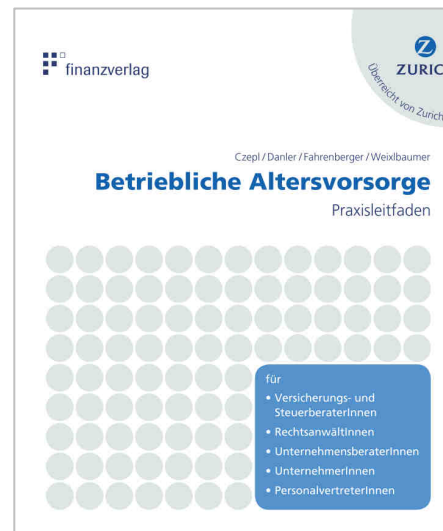 finanzverlag
ZURIC
Überreicht von Zurich
Czepl / Danler / Fahrenberger / Weixlbaumer
Betriebliche Altersvorsorge
Praxisleitfaden
für
• Versicherungs- und
SteuerberaterInnen
• RechtsanwältInnen
• UnternehmensberaterInnen
• UnternehmerInnen
• PersonalvertreterInnen